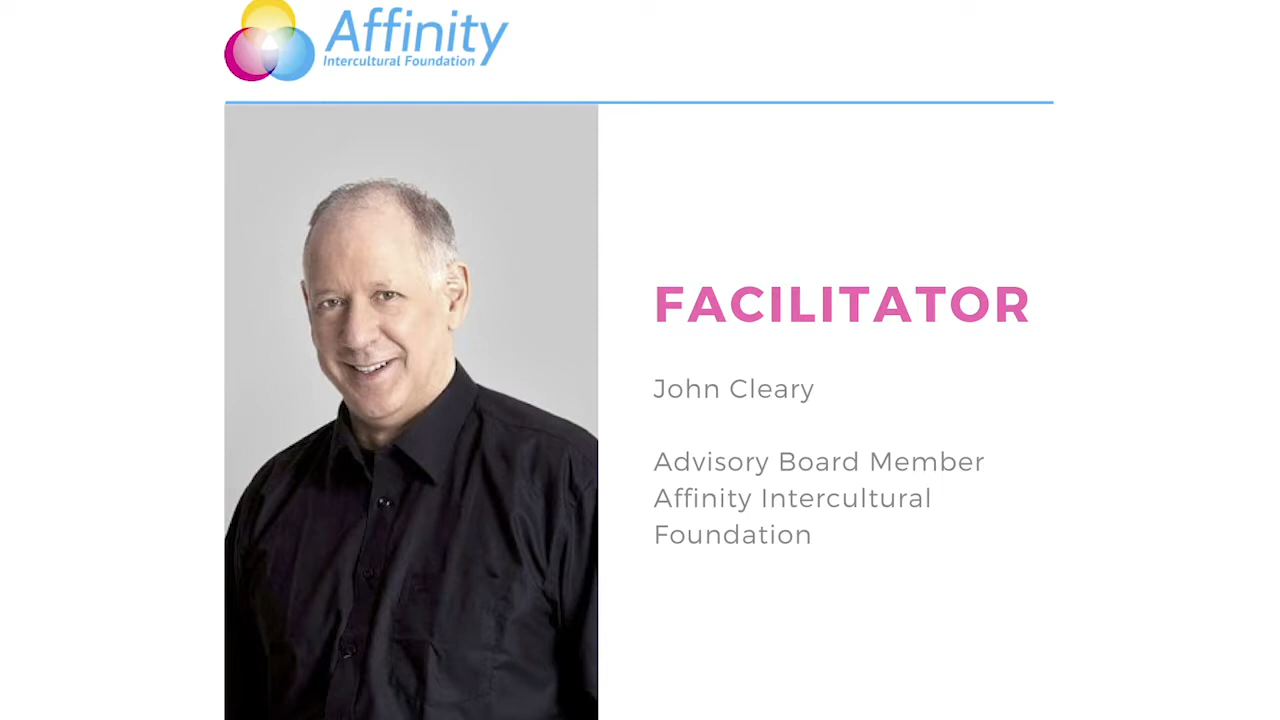 Affinity
Intercultural Foundation
FACILITATOR
John Cleary
Advisory Board Member
Affinity Intercultural
Foundation